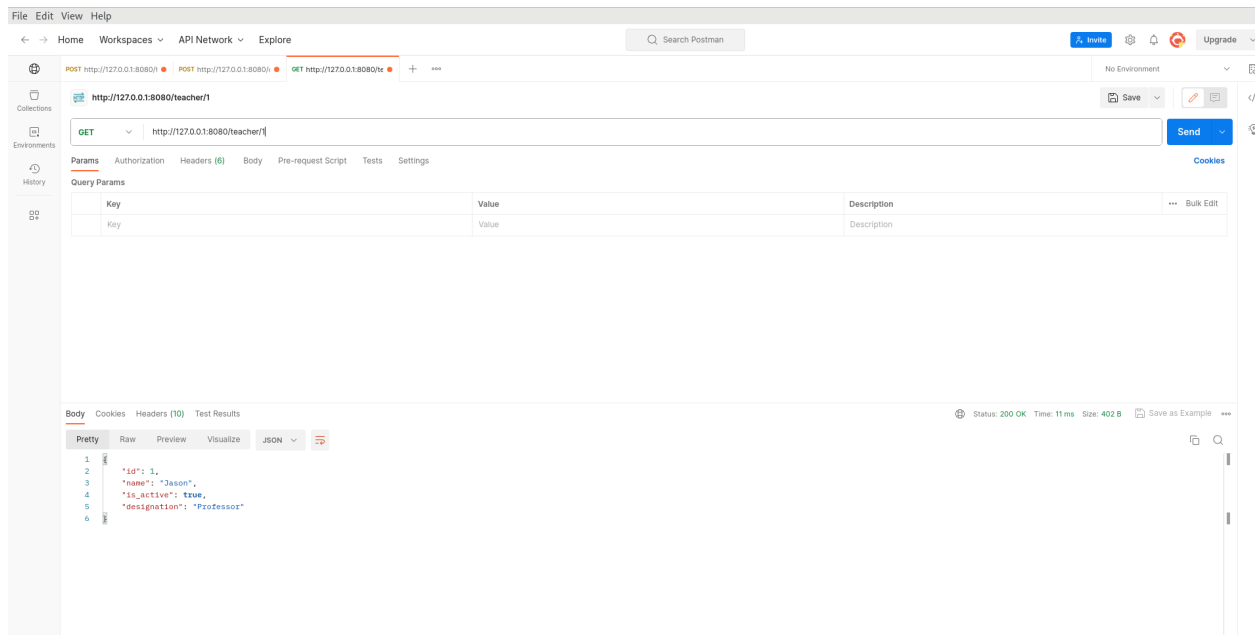 File Edit View Help
Home Workspaces API Network Explore Search Postman Invite Upgrade
POST http://127.0.0.1:8080/ POST http://127.0.0.1:8080/ GET http://127.0.0.1:8080/te No Environment
Collections
Environments
History
http://127.0.0.1:8080/teacher/1 Save
GET http://127.0.0.1:8080/teacher/1 Send
Params Authorization Headers (6) Body Pre-request Script Tests Settings Cookies
Query Params
Key Value Description Bulk Edit
Key Value Description
Body Cookies Headers (10) Test Results Status: 200 OK Time: 11 ms Size: 402 B Save as Example
Pretty Raw Preview Visualize JSON
1 {
2 "id": 1,
3 "name": "Jason",
4 "is_active": true,
5 "designation": "Professor"
6 }